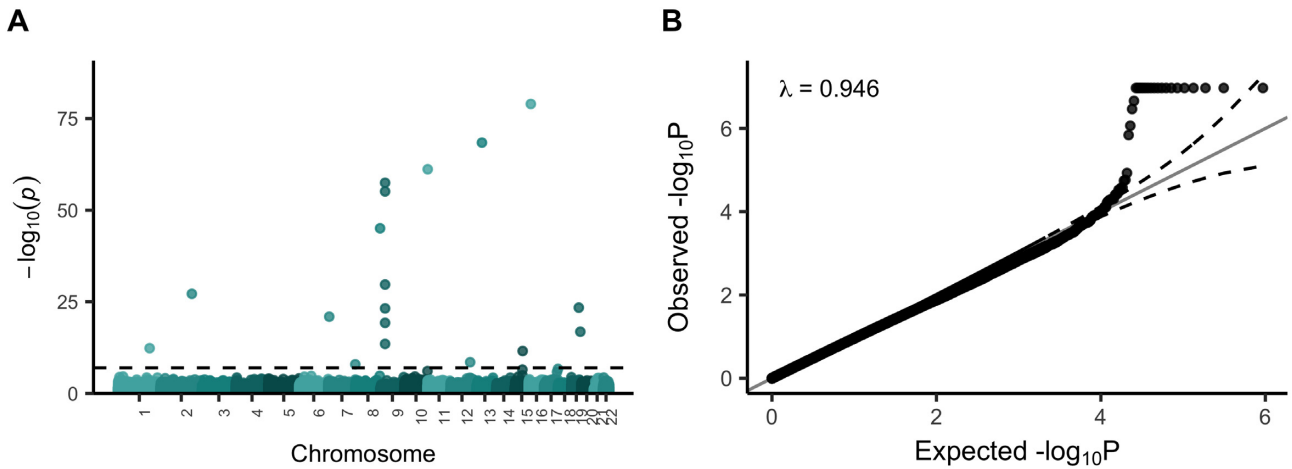 A
−log₁₀(p)
75
50
25
0
1 2 3 4 5 6 7 8 9 10 11 12 13 14 15 16 17 18 19 20 21 22
Chromosome
B
λ = 0.946
Observed -log₁₀P
6
4
2
0
0 2 4 6
Expected -log₁₀P